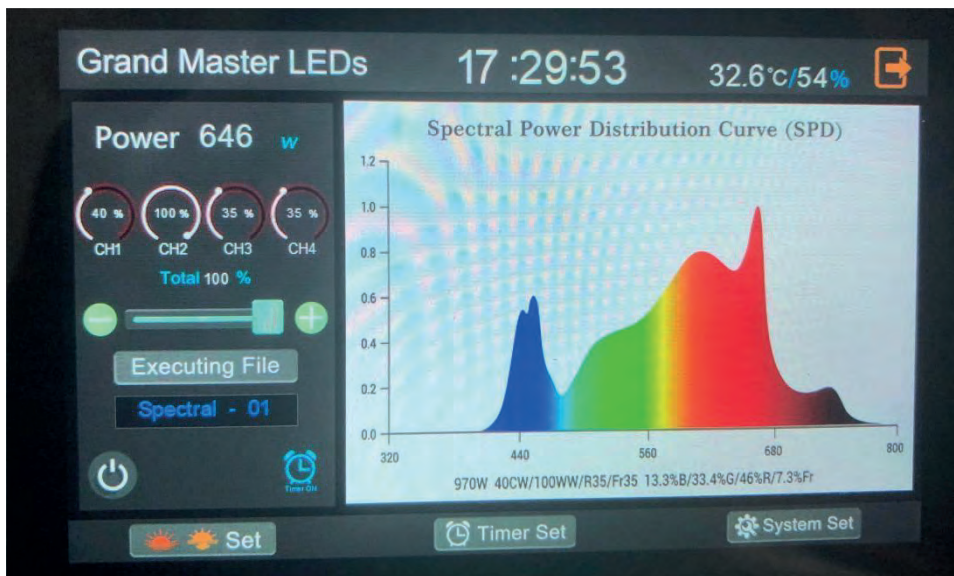 Grand Master LEDs 17 :29:53 32.6°C/54%
Power 646 w
40 % 100 % 35 % 35 %
CH1 CH2 CH3 CH4
Total 100 %
Executing File
Spectral - 01
Timer ON
Spectral Power Distribution Curve (SPD)
1.2
1.0
0.8
0.6
0.4
0.2
0.0
320 440 560 680 800
970W 40CW/100WW/R35/Fr35 13.3%B/33.4%G/46%R/7.3%Fr
Set Timer Set System Set